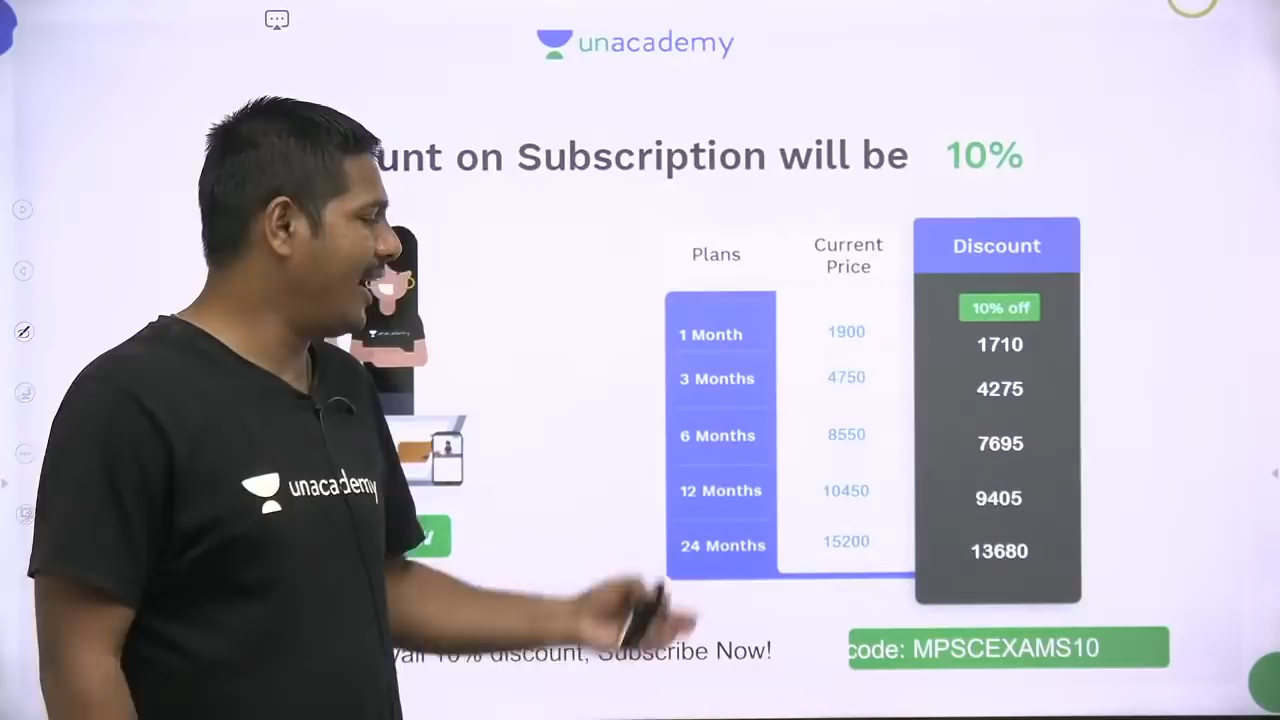 unacademy
unt on Subscription will be 10%
Plans
Current
Price
Discount
10% off
1 Month 1900 1710
3 Months 4750 4275
6 Months 8550 7695
12 Months 10450 9405
24 Months 15200 13680
unacademy
10% discount, Subscribe Now!
code: MPSCEXAMS10